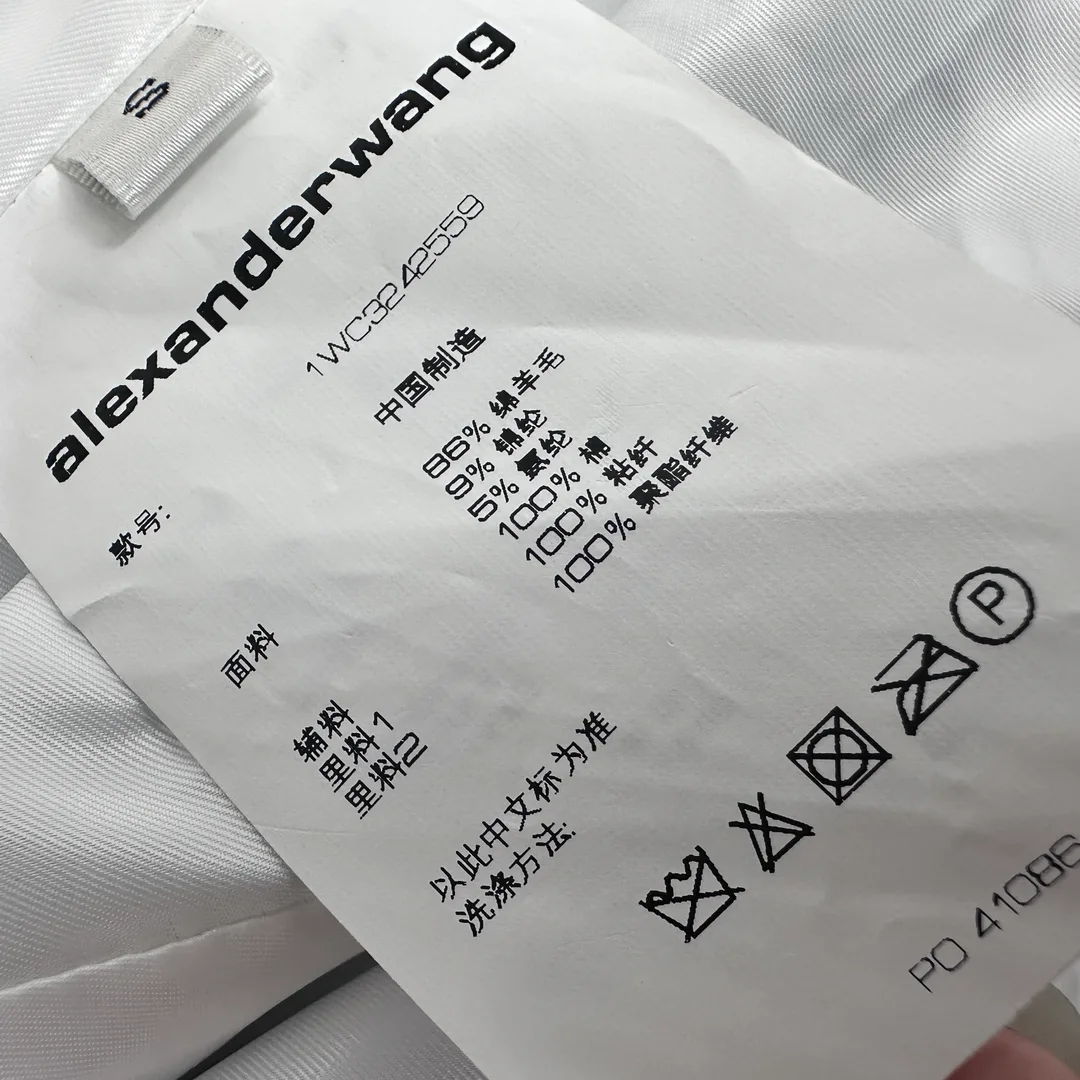 alexanderwang
款号: 1WC3242559
中国制造
面料 86% 绵羊毛
9% 锦纶
5% 氨纶
辅料 100% 棉
里料1 100% 粘纤
里料2 100% 聚酯纤维
以此中文标为准
洗涤方法:
P
PO 41086